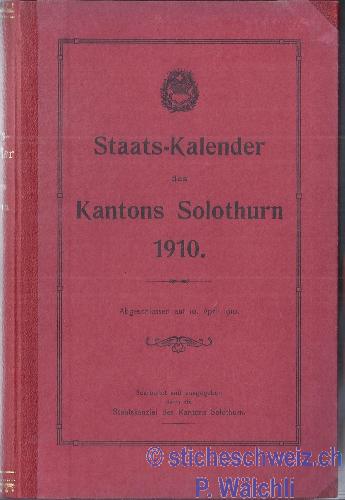 Staats-Kalender
des
Kantons Solothurn
1910.
Abgeschlossen auf 10. April 1910.
Bearbeitet und ausgegeben
durch die
Staatskanzlei des Kantons Solothurn.
© sticheschweiz.ch
P. Wälchli